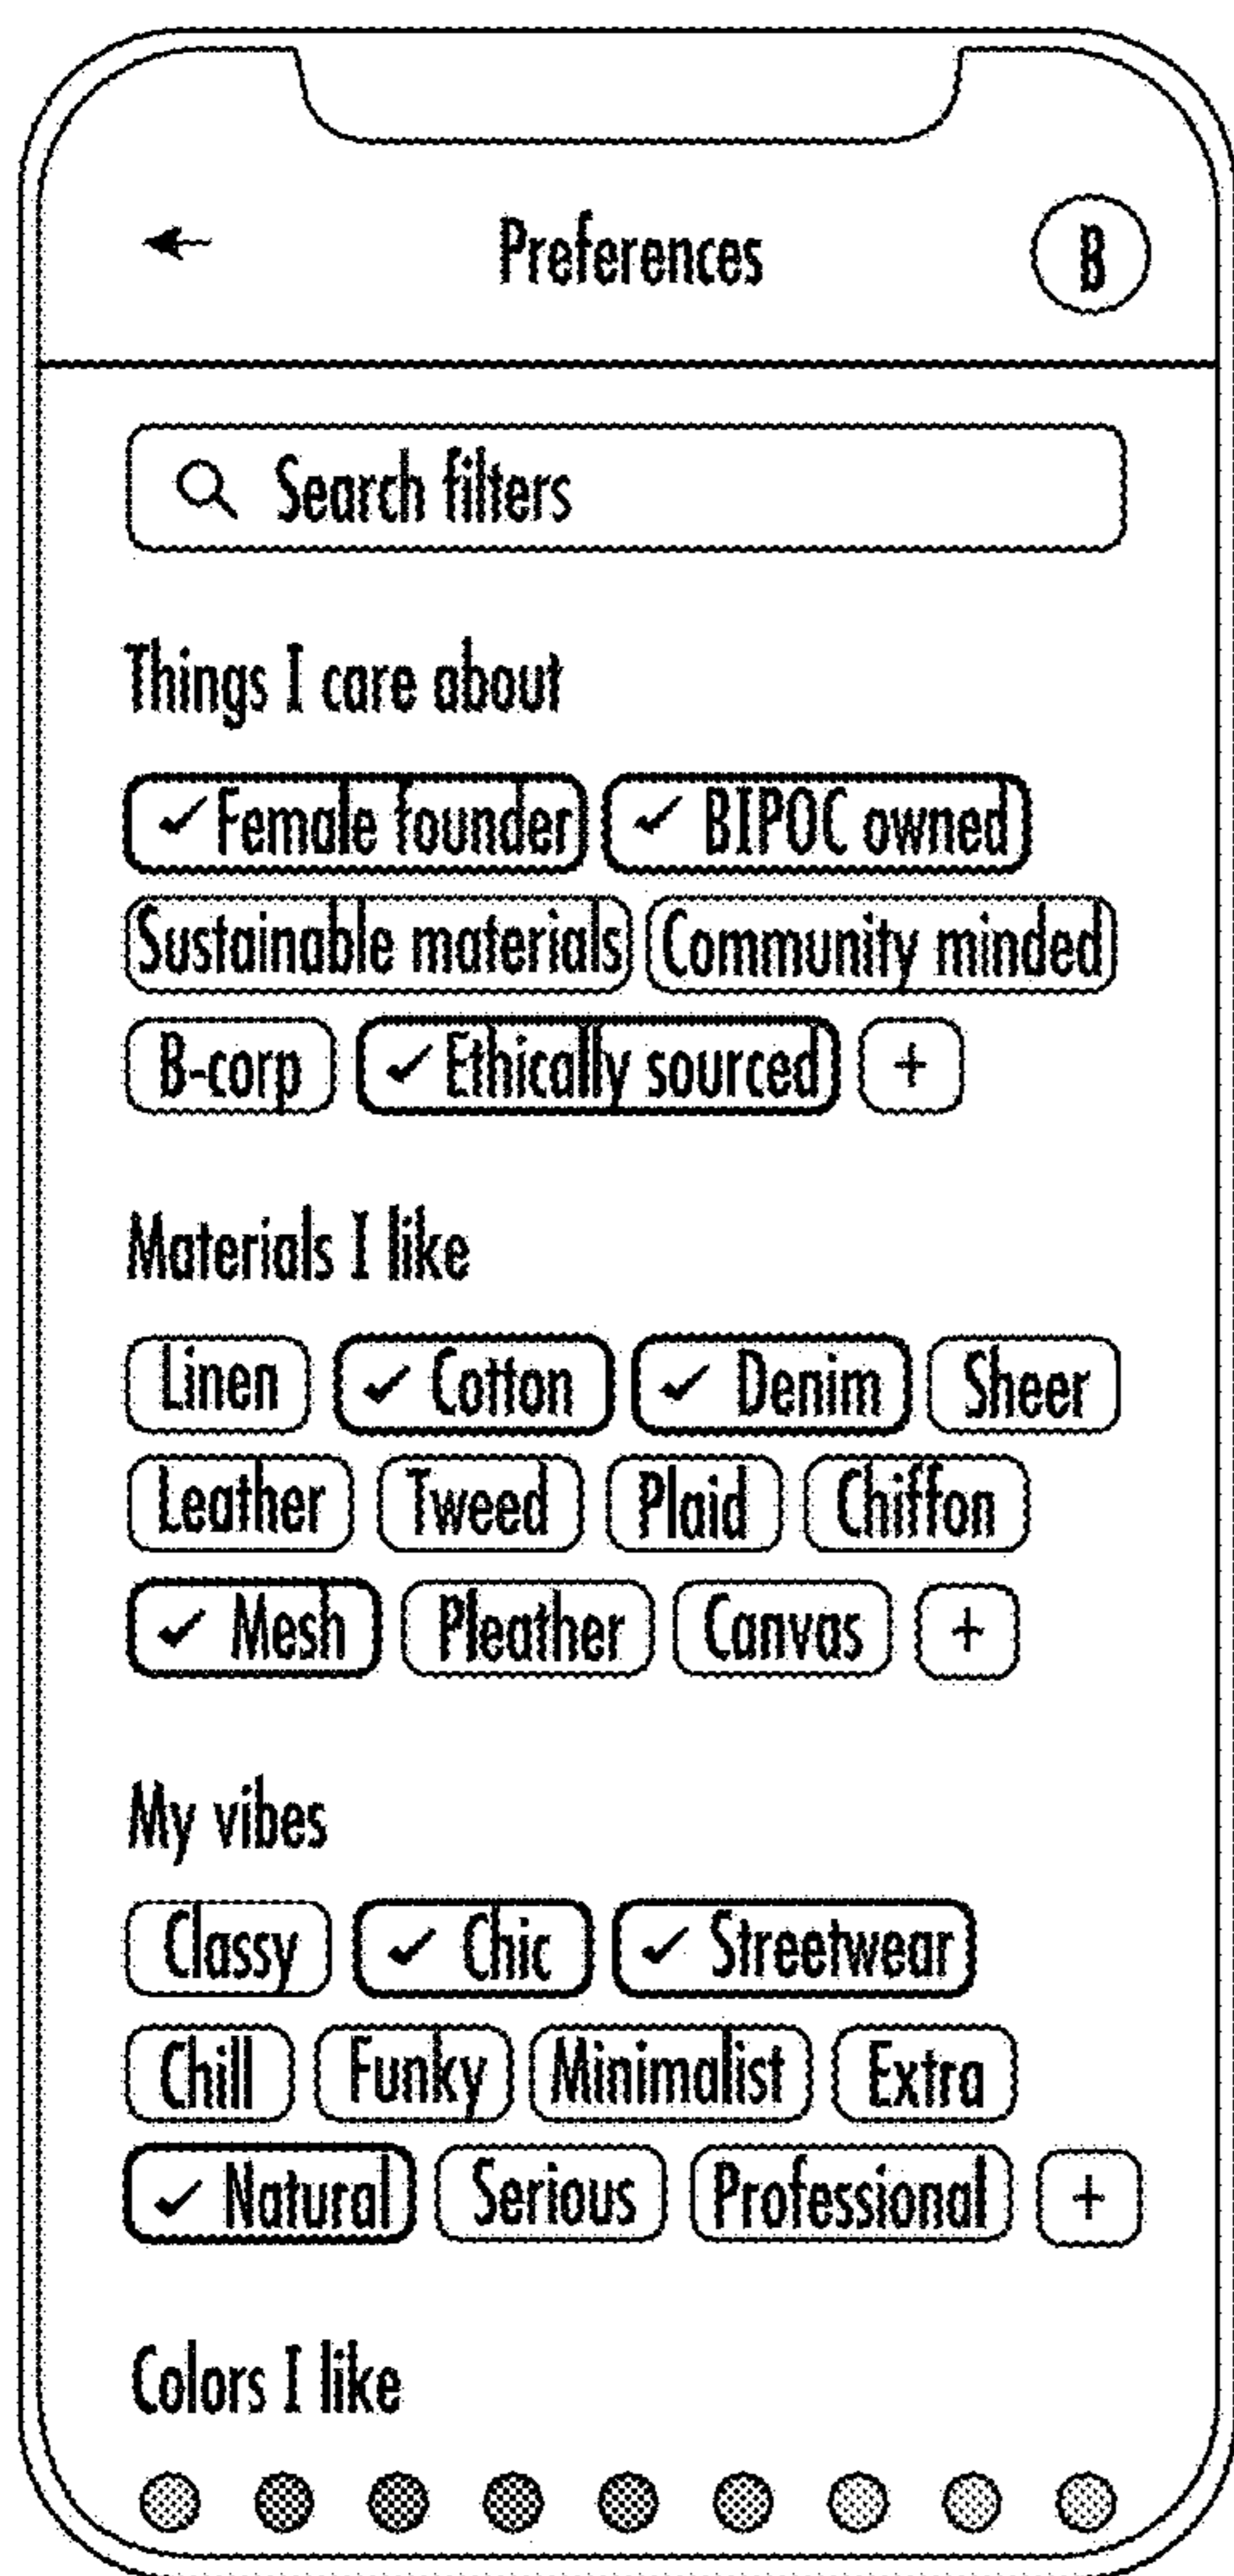 Preferences B
Search filters
Things I care about
✓ Female founder ✓ BIPOC owned
Sustainable materials Community minded
B-corp ✓ Ethically sourced +
Materials I like
Linen ✓ Cotton ✓ Denim Sheer
Leather Tweed Plaid Chiffon
✓ Mesh Pleather Canvas +
My vibes
Classy ✓ Chic ✓ Streetwear
Chill Funky Minimalist Extra
✓ Natural Serious Professional +
Colors I like